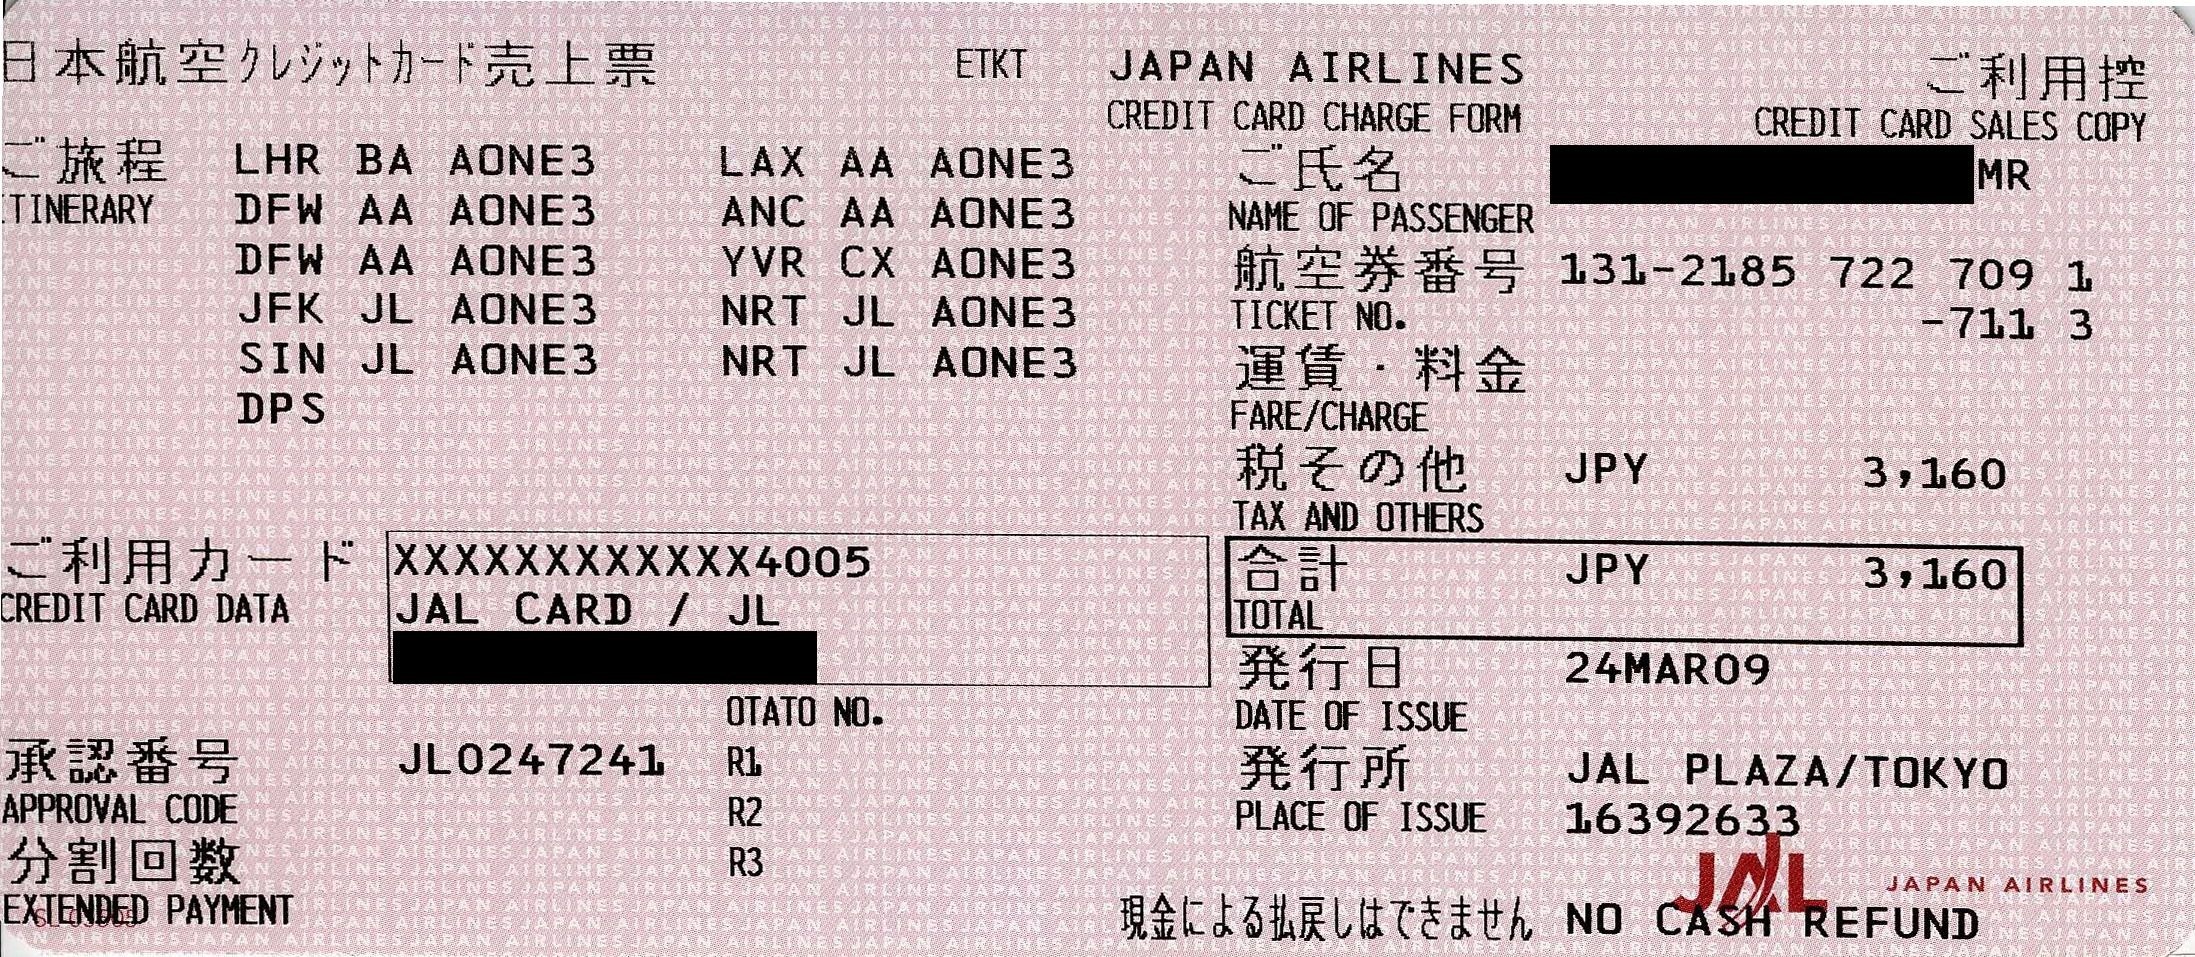 日本航空クレジットカード売上票 ETKT JAPAN AIRLINES ご利用控
CREDIT CARD CHARGE FORM CREDIT CARD SALES COPY
ご旅程 LHR BA AONE3 LAX AA AONE3 ご氏名 MR
TINERARY DFW AA AONE3 ANC AA AONE3 NAME OF PASSENGER
DFW AA AONE3 YVR CX AONE3 航空券番号 131-2185 722 709 1
JFK JL AONE3 NRT JL AONE3 TICKET NO. -711 3
SIN JL AONE3 NRT JL AONE3 運賃・料金
DPS FARE/CHARGE
税その他 JPY 3,160
TAX AND OTHERS
ご利用カード XXXXXXXXXXXX4005 合計 JPY 3,160
CREDIT CARD DATA JAL CARD / JL TOTAL
発行日 24MAR09
OTATO NO. DATE OF ISSUE
承認番号 JL0247241 R1 発行所 JAL PLAZA/TOKYO
APPROVAL CODE R2 PLACE OF ISSUE 16392633
分割回数 R3
JAL JAPAN AIRLINES
EXTENDED PAYMENT 現金による払戻しはできません NO CASH REFUND